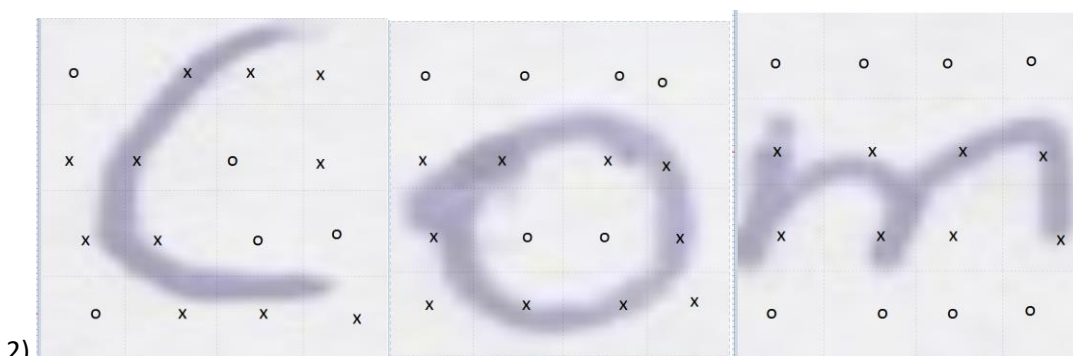 o x x x o o o o o o o o
x x o x x x x x x x x x
x x o o x o o x x x x x
o x x x x x x x o o o o
2) C o m